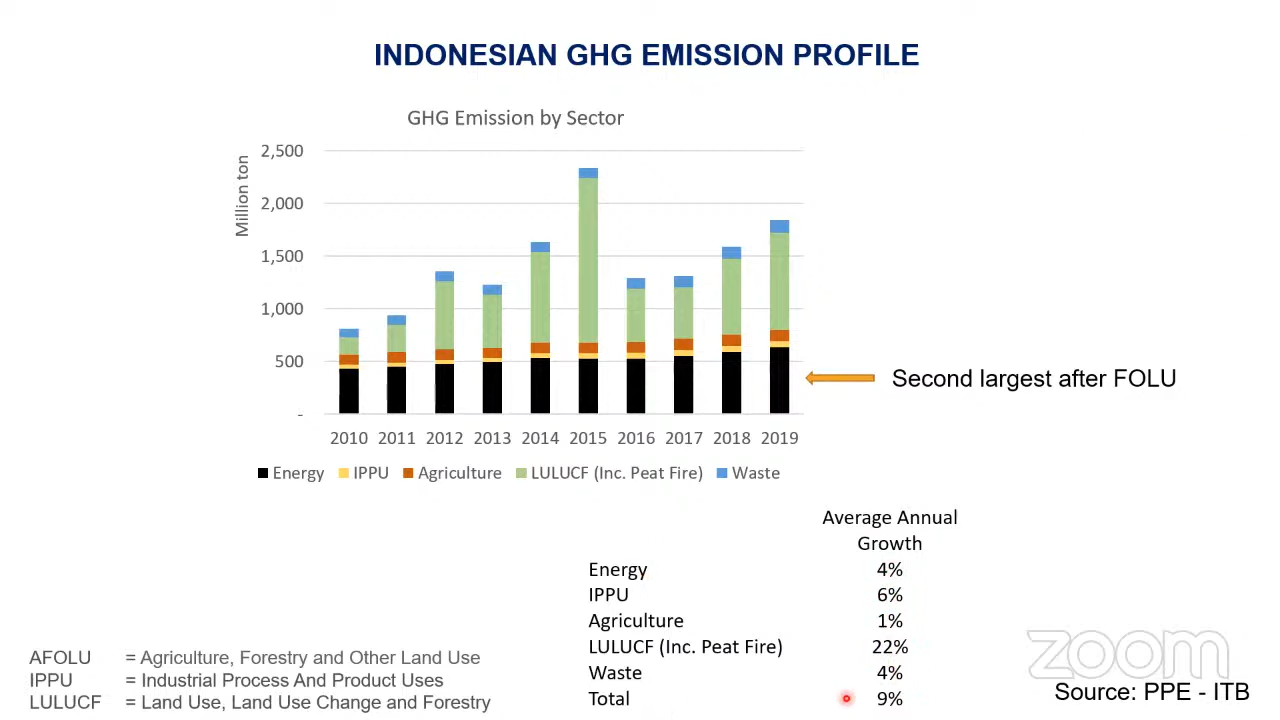 INDONESIAN GHG EMISSION PROFILE
GHG Emission by Sector
Million ton
2,500
2,000
1,500
1,000
500
-
2010 2011 2012 2013 2014 2015 2016 2017 2018 2019
Energy IPPU Agriculture LULUCF (Inc. Peat Fire) Waste
Second largest after FOLU
Average Annual
Growth
Energy 4%
IPPU 6%
Agriculture 1%
LULUCF (Inc. Peat Fire) 22%
Waste 4%
Total 9%
AFOLU = Agriculture, Forestry and Other Land Use
IPPU = Industrial Process And Product Uses
LULUCF = Land Use, Land Use Change and Forestry
zoom
Source: PPE - ITB